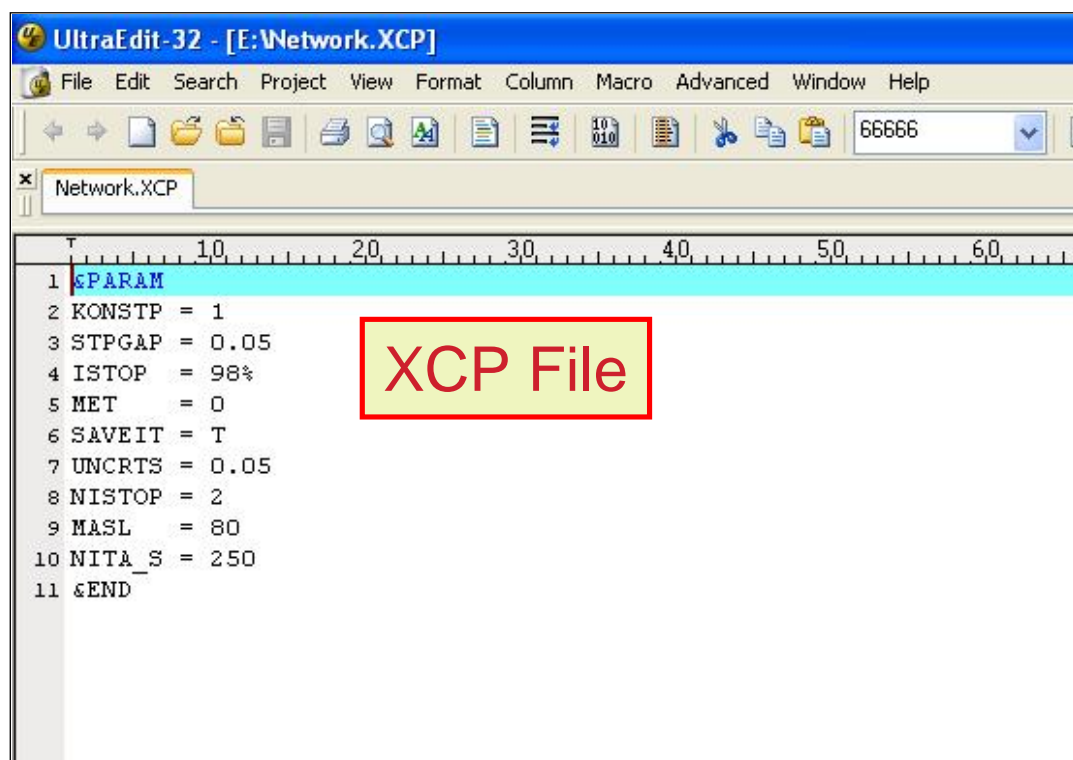 UltraEdit-32 - [E:\Network.XCP]
File Edit Search Project View Format Column Macro Advanced Window Help
66666
Network.XCP
10 20 30 40 50 60
1 &PARAM
2 KONSTP = 1
3 STPGAP = 0.05
4 ISTOP = 98%
5 MET = 0
6 SAVEIT = T
7 UNCRTS = 0.05
8 NISTOP = 2
9 MASL = 80
10 NITA_S = 250
11 &END
XCP File